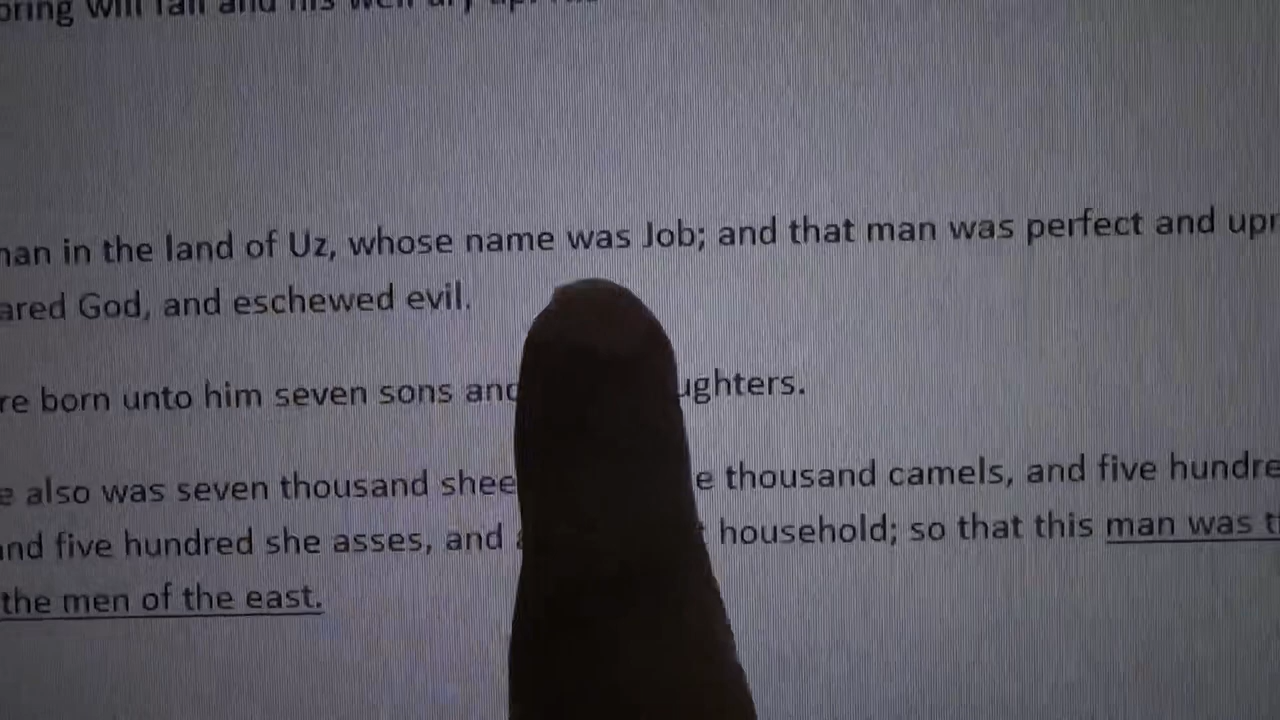 man in the land of Uz, whose name was Job; and that man was perfect and upr
ared God, and eschewed evil.
re born unto him seven sons and ughters.
e also was seven thousand shee e thousand camels, and five hundre
and five hundred she asses, and household; so that this man was t
the men of the east.